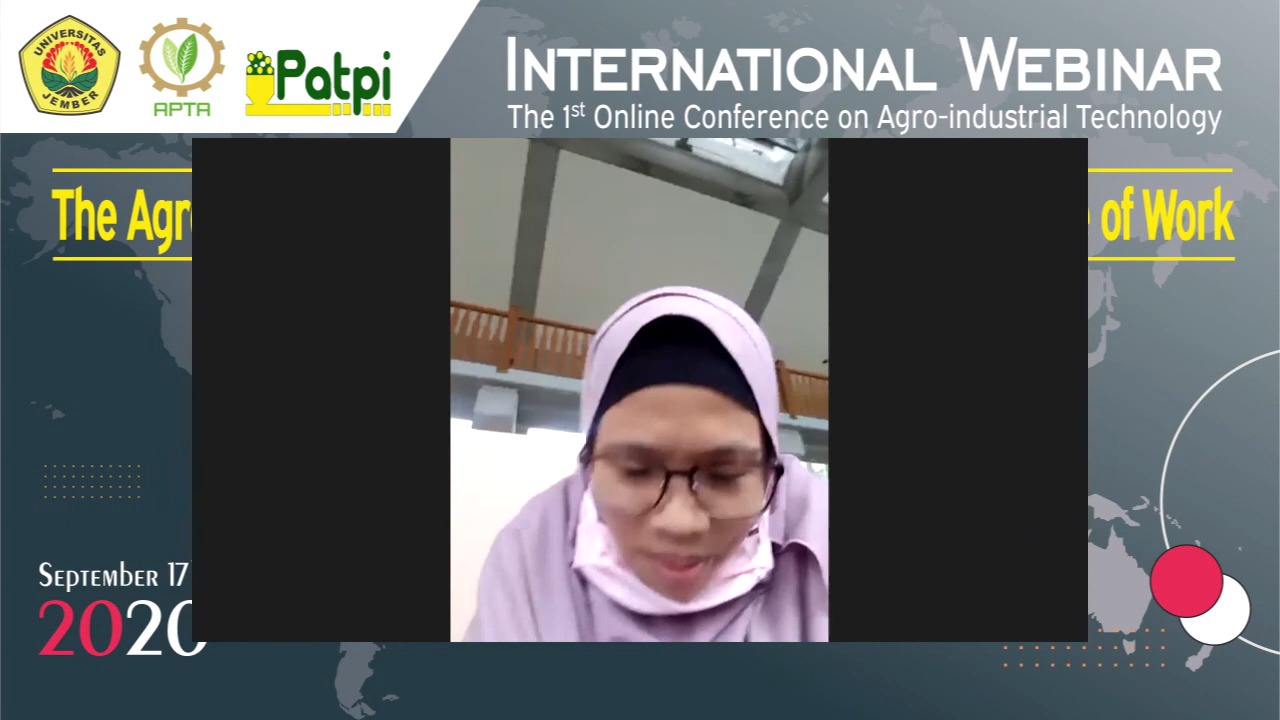 UNIVERSITAS
JEMBER
APTA
Patpi
INTERNATIONAL WEBINAR
The 1st Online Conference on Agro-industrial Technology
The Agr
of Work
SEPTEMBER 17
2020